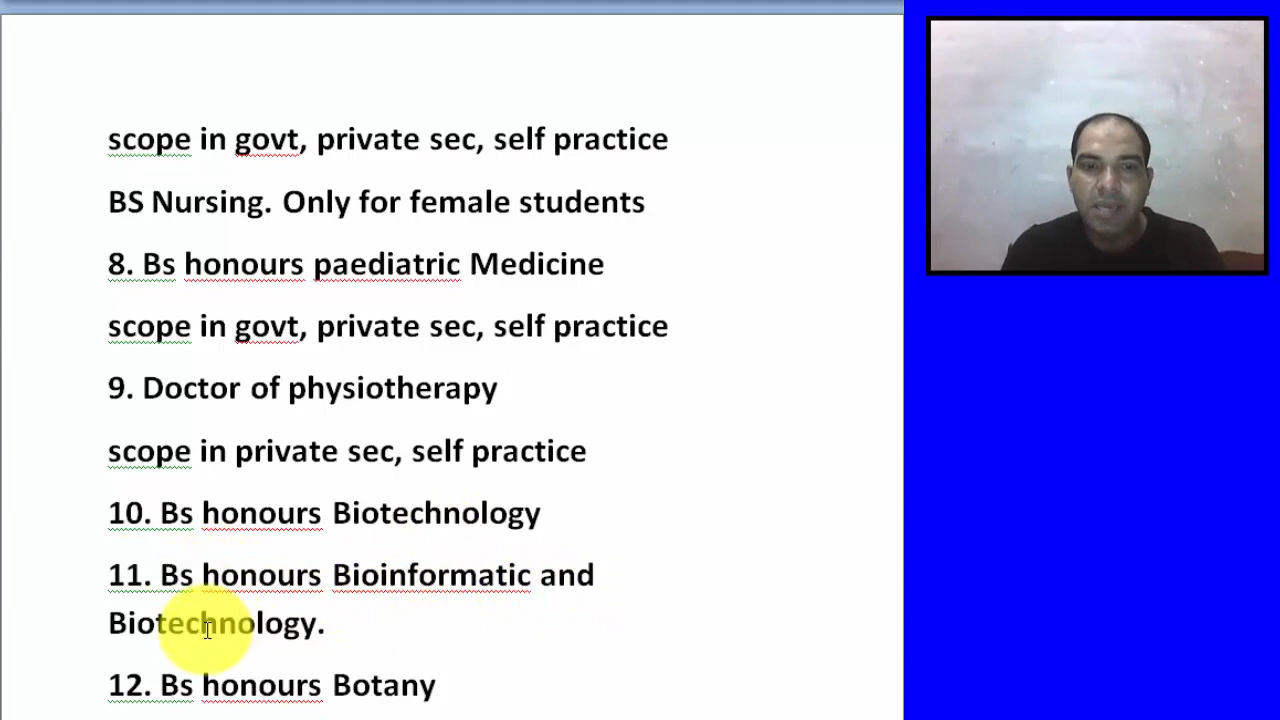 scope in govt, private sec, self practice
BS Nursing. Only for female students
8. Bs honours paediatric Medicine
scope in govt, private sec, self practice
9. Doctor of physiotherapy
scope in private sec, self practice
10. Bs honours Biotechnology
11. Bs honours Bioinformatic and
Biotechnology.
12. Bs honours Botany